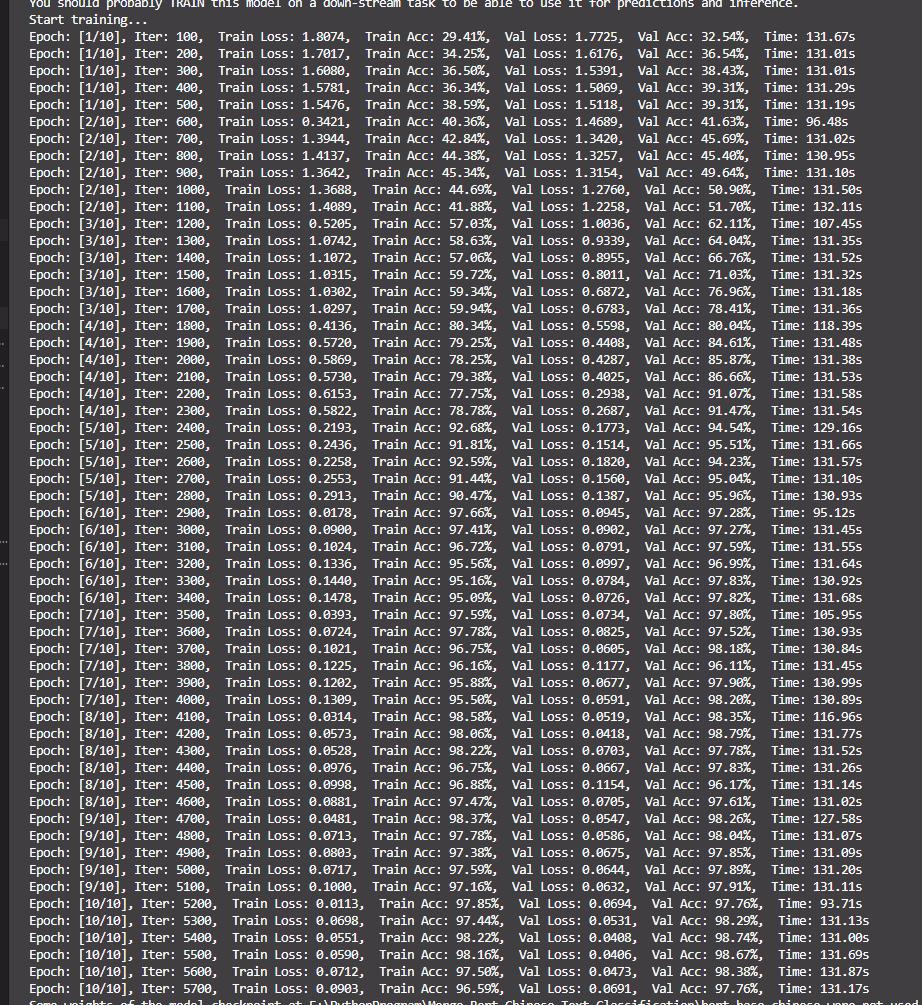 You should probably TRAIN this model on a down-stream task to be able to use it for predictions and inference.
Start training...
Epoch: [1/10], Iter: 100, Train Loss: 1.8074, Train Acc: 29.41%, Val Loss: 1.7725, Val Acc: 32.54%, Time: 131.67s
Epoch: [1/10], Iter: 200, Train Loss: 1.7017, Train Acc: 34.25%, Val Loss: 1.6176, Val Acc: 36.54%, Time: 131.01s
Epoch: [1/10], Iter: 300, Train Loss: 1.6080, Train Acc: 36.50%, Val Loss: 1.5391, Val Acc: 38.43%, Time: 131.01s
Epoch: [1/10], Iter: 400, Train Loss: 1.5781, Train Acc: 36.34%, Val Loss: 1.5069, Val Acc: 39.31%, Time: 131.29s
Epoch: [1/10], Iter: 500, Train Loss: 1.5476, Train Acc: 38.59%, Val Loss: 1.5118, Val Acc: 39.31%, Time: 131.19s
Epoch: [2/10], Iter: 600, Train Loss: 0.3421, Train Acc: 40.36%, Val Loss: 1.4689, Val Acc: 41.63%, Time: 96.48s
Epoch: [2/10], Iter: 700, Train Loss: 1.3944, Train Acc: 42.84%, Val Loss: 1.3420, Val Acc: 45.69%, Time: 131.02s
Epoch: [2/10], Iter: 800, Train Loss: 1.4137, Train Acc: 44.38%, Val Loss: 1.3257, Val Acc: 45.40%, Time: 130.95s
Epoch: [2/10], Iter: 900, Train Loss: 1.3642, Train Acc: 45.34%, Val Loss: 1.3154, Val Acc: 49.64%, Time: 131.10s
Epoch: [2/10], Iter: 1000, Train Loss: 1.3688, Train Acc: 44.69%, Val Loss: 1.2760, Val Acc: 50.90%, Time: 131.50s
Epoch: [2/10], Iter: 1100, Train Loss: 1.4089, Train Acc: 41.88%, Val Loss: 1.2258, Val Acc: 51.70%, Time: 132.11s
Epoch: [3/10], Iter: 1200, Train Loss: 0.5205, Train Acc: 57.03%, Val Loss: 1.0036, Val Acc: 62.11%, Time: 107.45s
Epoch: [3/10], Iter: 1300, Train Loss: 1.0742, Train Acc: 58.63%, Val Loss: 0.9339, Val Acc: 64.04%, Time: 131.35s
Epoch: [3/10], Iter: 1400, Train Loss: 1.1072, Train Acc: 57.06%, Val Loss: 0.8955, Val Acc: 66.76%, Time: 131.52s
Epoch: [3/10], Iter: 1500, Train Loss: 1.0315, Train Acc: 59.72%, Val Loss: 0.8011, Val Acc: 71.03%, Time: 131.32s
Epoch: [3/10], Iter: 1600, Train Loss: 1.0302, Train Acc: 59.34%, Val Loss: 0.6872, Val Acc: 76.96%, Time: 131.18s
Epoch: [3/10], Iter: 1700, Train Loss: 1.0297, Train Acc: 59.94%, Val Loss: 0.6783, Val Acc: 78.41%, Time: 131.36s
Epoch: [4/10], Iter: 1800, Train Loss: 0.4136, Train Acc: 80.34%, Val Loss: 0.5598, Val Acc: 80.04%, Time: 118.39s
Epoch: [4/10], Iter: 1900, Train Loss: 0.5720, Train Acc: 79.25%, Val Loss: 0.4408, Val Acc: 84.61%, Time: 131.48s
Epoch: [4/10], Iter: 2000, Train Loss: 0.5869, Train Acc: 78.25%, Val Loss: 0.4287, Val Acc: 85.87%, Time: 131.38s
Epoch: [4/10], Iter: 2100, Train Loss: 0.5730, Train Acc: 79.38%, Val Loss: 0.4025, Val Acc: 86.66%, Time: 131.53s
Epoch: [4/10], Iter: 2200, Train Loss: 0.6153, Train Acc: 77.75%, Val Loss: 0.2938, Val Acc: 91.07%, Time: 131.58s
Epoch: [4/10], Iter: 2300, Train Loss: 0.5822, Train Acc: 78.78%, Val Loss: 0.2687, Val Acc: 91.47%, Time: 131.54s
Epoch: [5/10], Iter: 2400, Train Loss: 0.2193, Train Acc: 92.68%, Val Loss: 0.1773, Val Acc: 94.54%, Time: 129.16s
Epoch: [5/10], Iter: 2500, Train Loss: 0.2436, Train Acc: 91.81%, Val Loss: 0.1514, Val Acc: 95.51%, Time: 131.66s
Epoch: [5/10], Iter: 2600, Train Loss: 0.2258, Train Acc: 92.59%, Val Loss: 0.1820, Val Acc: 94.23%, Time: 131.57s
Epoch: [5/10], Iter: 2700, Train Loss: 0.2553, Train Acc: 91.44%, Val Loss: 0.1560, Val Acc: 95.04%, Time: 131.10s
Epoch: [5/10], Iter: 2800, Train Loss: 0.2913, Train Acc: 90.47%, Val Loss: 0.1387, Val Acc: 95.96%, Time: 130.93s
Epoch: [6/10], Iter: 2900, Train Loss: 0.0178, Train Acc: 97.66%, Val Loss: 0.0945, Val Acc: 97.28%, Time: 95.12s
Epoch: [6/10], Iter: 3000, Train Loss: 0.0900, Train Acc: 97.41%, Val Loss: 0.0902, Val Acc: 97.27%, Time: 131.45s
Epoch: [6/10], Iter: 3100, Train Loss: 0.1024, Train Acc: 96.72%, Val Loss: 0.0791, Val Acc: 97.59%, Time: 131.55s
Epoch: [6/10], Iter: 3200, Train Loss: 0.1336, Train Acc: 95.56%, Val Loss: 0.0997, Val Acc: 96.99%, Time: 131.64s
Epoch: [6/10], Iter: 3300, Train Loss: 0.1440, Train Acc: 95.16%, Val Loss: 0.0784, Val Acc: 97.83%, Time: 130.92s
Epoch: [6/10], Iter: 3400, Train Loss: 0.1478, Train Acc: 95.09%, Val Loss: 0.0726, Val Acc: 97.82%, Time: 131.68s
Epoch: [7/10], Iter: 3500, Train Loss: 0.0393, Train Acc: 97.59%, Val Loss: 0.0734, Val Acc: 97.80%, Time: 105.95s
Epoch: [7/10], Iter: 3600, Train Loss: 0.0724, Train Acc: 97.78%, Val Loss: 0.0825, Val Acc: 97.52%, Time: 130.93s
Epoch: [7/10], Iter: 3700, Train Loss: 0.1021, Train Acc: 96.75%, Val Loss: 0.0605, Val Acc: 98.18%, Time: 130.84s
Epoch: [7/10], Iter: 3800, Train Loss: 0.1225, Train Acc: 96.16%, Val Loss: 0.1177, Val Acc: 96.11%, Time: 131.45s
Epoch: [7/10], Iter: 3900, Train Loss: 0.1202, Train Acc: 95.88%, Val Loss: 0.0677, Val Acc: 97.90%, Time: 130.99s
Epoch: [7/10], Iter: 4000, Train Loss: 0.1309, Train Acc: 95.50%, Val Loss: 0.0591, Val Acc: 98.20%, Time: 130.89s
Epoch: [8/10], Iter: 4100, Train Loss: 0.0314, Train Acc: 98.58%, Val Loss: 0.0519, Val Acc: 98.35%, Time: 116.96s
Epoch: [8/10], Iter: 4200, Train Loss: 0.0573, Train Acc: 98.06%, Val Loss: 0.0418, Val Acc: 98.79%, Time: 131.77s
Epoch: [8/10], Iter: 4300, Train Loss: 0.0528, Train Acc: 98.22%, Val Loss: 0.0703, Val Acc: 97.78%, Time: 131.52s
Epoch: [8/10], Iter: 4400, Train Loss: 0.0976, Train Acc: 96.75%, Val Loss: 0.0667, Val Acc: 97.83%, Time: 131.26s
Epoch: [8/10], Iter: 4500, Train Loss: 0.0998, Train Acc: 96.88%, Val Loss: 0.1154, Val Acc: 96.17%, Time: 131.14s
Epoch: [8/10], Iter: 4600, Train Loss: 0.0881, Train Acc: 97.47%, Val Loss: 0.0705, Val Acc: 97.61%, Time: 131.02s
Epoch: [9/10], Iter: 4700, Train Loss: 0.0481, Train Acc: 98.37%, Val Loss: 0.0547, Val Acc: 98.26%, Time: 127.58s
Epoch: [9/10], Iter: 4800, Train Loss: 0.0713, Train Acc: 97.78%, Val Loss: 0.0586, Val Acc: 98.04%, Time: 131.07s
Epoch: [9/10], Iter: 4900, Train Loss: 0.0803, Train Acc: 97.38%, Val Loss: 0.0675, Val Acc: 97.85%, Time: 131.09s
Epoch: [9/10], Iter: 5000, Train Loss: 0.0717, Train Acc: 97.59%, Val Loss: 0.0644, Val Acc: 97.89%, Time: 131.20s
Epoch: [9/10], Iter: 5100, Train Loss: 0.1000, Train Acc: 97.16%, Val Loss: 0.0632, Val Acc: 97.91%, Time: 131.11s
Epoch: [10/10], Iter: 5200, Train Loss: 0.0113, Train Acc: 97.85%, Val Loss: 0.0694, Val Acc: 97.76%, Time: 93.71s
Epoch: [10/10], Iter: 5300, Train Loss: 0.0698, Train Acc: 97.44%, Val Loss: 0.0531, Val Acc: 98.29%, Time: 131.13s
Epoch: [10/10], Iter: 5400, Train Loss: 0.0551, Train Acc: 98.22%, Val Loss: 0.0408, Val Acc: 98.74%, Time: 131.00s
Epoch: [10/10], Iter: 5500, Train Loss: 0.0590, Train Acc: 98.16%, Val Loss: 0.0406, Val Acc: 98.67%, Time: 131.69s
Epoch: [10/10], Iter: 5600, Train Loss: 0.0712, Train Acc: 97.50%, Val Loss: 0.0473, Val Acc: 98.38%, Time: 131.87s
Epoch: [10/10], Iter: 5700, Train Loss: 0.0903, Train Acc: 96.59%, Val Loss: 0.0691, Val Acc: 97.76%, Time: 131.17s
Some weights of the model checkpoint at